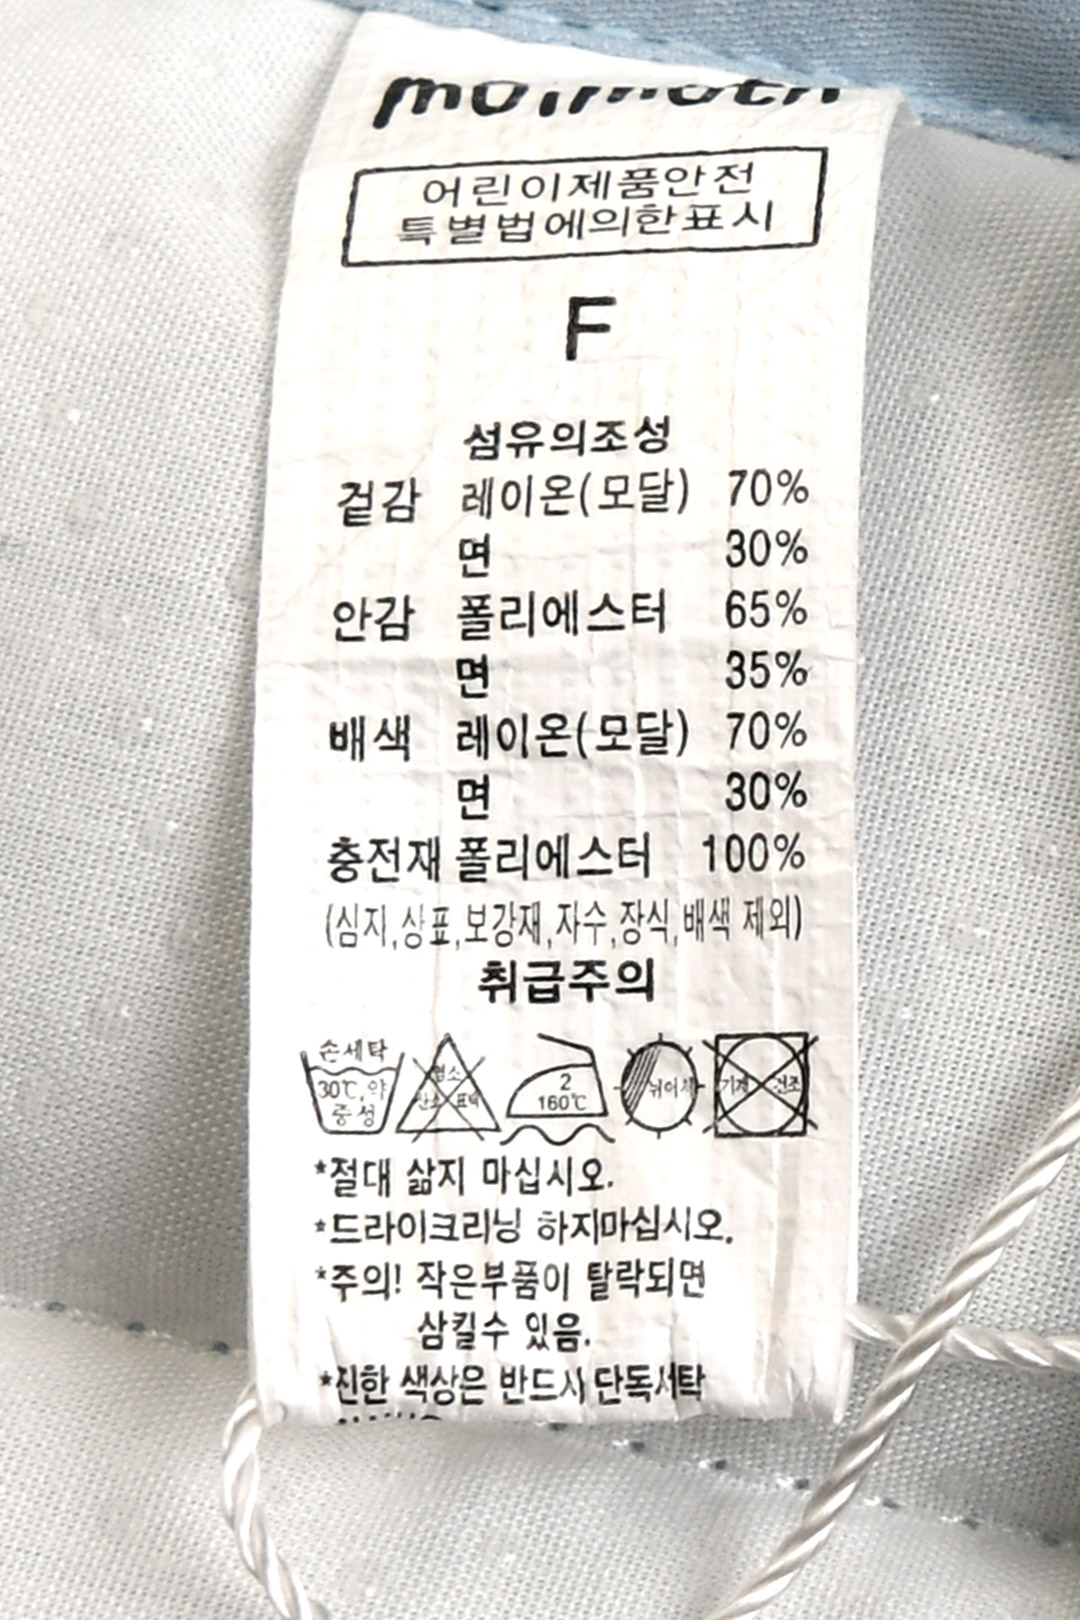 어린이제품안전
특별법에의한표시
F
섬유의조성
겉감 레이온(모달) 70%
면 30%
안감 폴리에스터 65%
면 35%
배색 레이온(모달) 70%
면 30%
충전재 폴리에스터 100%
(심지,상표,보강재,자수,장식,배색 제외)
취급주의
손세탁
30℃,약
중성
염소
산소 표백
2
160℃
기계 건조
*절대 삶지 마십시오.
*드라이크리닝 하지마십시오.
*주의! 작은부품이 탈락되면
삼킬수 있음.
*진한 색상은 반드시 단독세탁